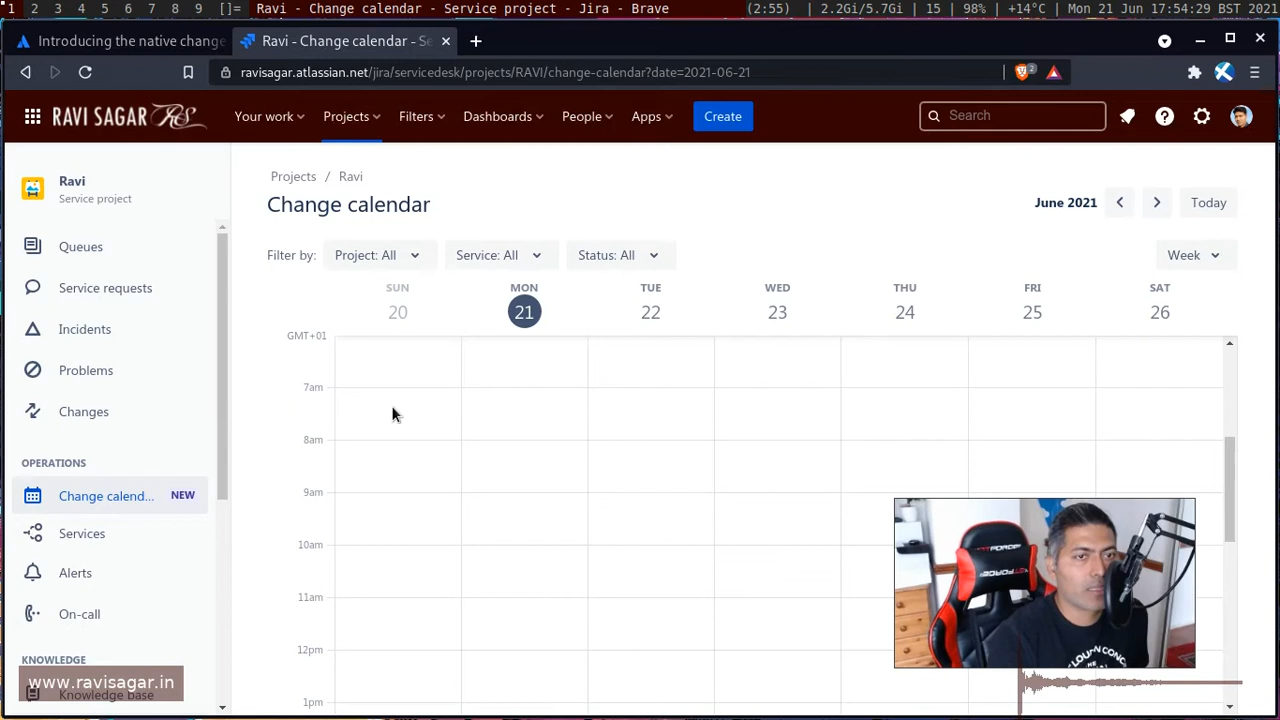 1 2 3 4 5 6 7 8 9 []= Ravi - Change calendar - Service project - Jira - Brave (2:55) | 2.2Gi/5.7Gi | 15 | 98% | +14°C | Mon 21 Jun 17:54:29 BST 2021
Introducing the native change
Ravi - Change calendar - Se
ravisagar.atlassian.net/jira/servicedesk/projects/RAVI/change-calendar?date=2021-06-21
2
RAVI SAGAR RS
Your work
Projects
Filters
Dashboards
People
Apps
Create
Search
Ravi
Service project
Queues
Service requests
Incidents
Problems
Changes
OPERATIONS
Change calend... NEW
Services
Alerts
On-call
KNOWLEDGE
Knowledge base
www.ravisagar.in
Projects / Ravi
Change calendar
June 2021
Today
Filter by:
Project: All
Service: All
Status: All
Week
SUN MON TUE WED THU FRI SAT
20 21 22 23 24 25 26
GMT+01
7am
8am
9am
10am
11am
12pm
1pm